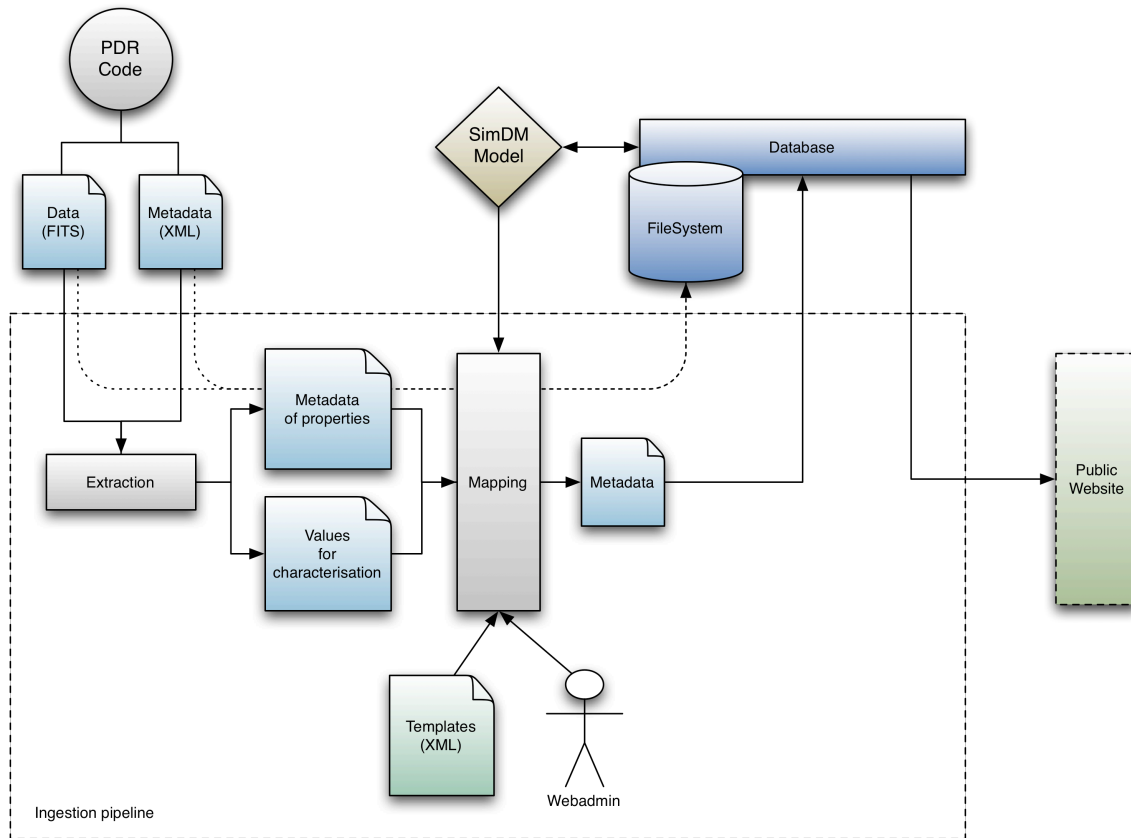 PDR
Code
SimDM
Model
Database
Data
(FITS)
Metadata
(XML)
FileSystem
Metadata
of properties
Extraction
Mapping
Metadata
Public
Website
Values
for
characterisation
Templates
(XML)
Webadmin
Ingestion pipeline